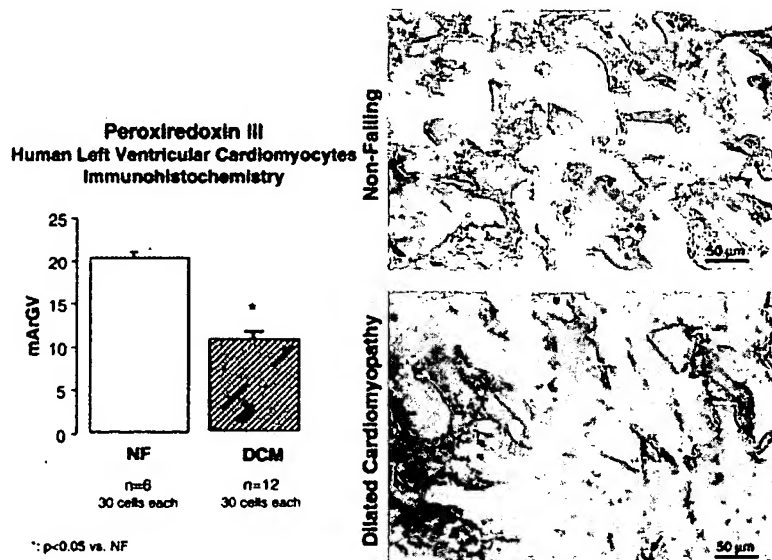 Peroxiredoxin III
Human Left Ventricular Cardiomyocytes
Immunohistochemistry
mArGV
25
20
15
10
5
0
*
NF
DCM
n=6
n=12
30 cells each
30 cells each
*: p<0.05 vs. NF
Non-Failing
50 µm
Dilated Cardiomyopathy
50 µm